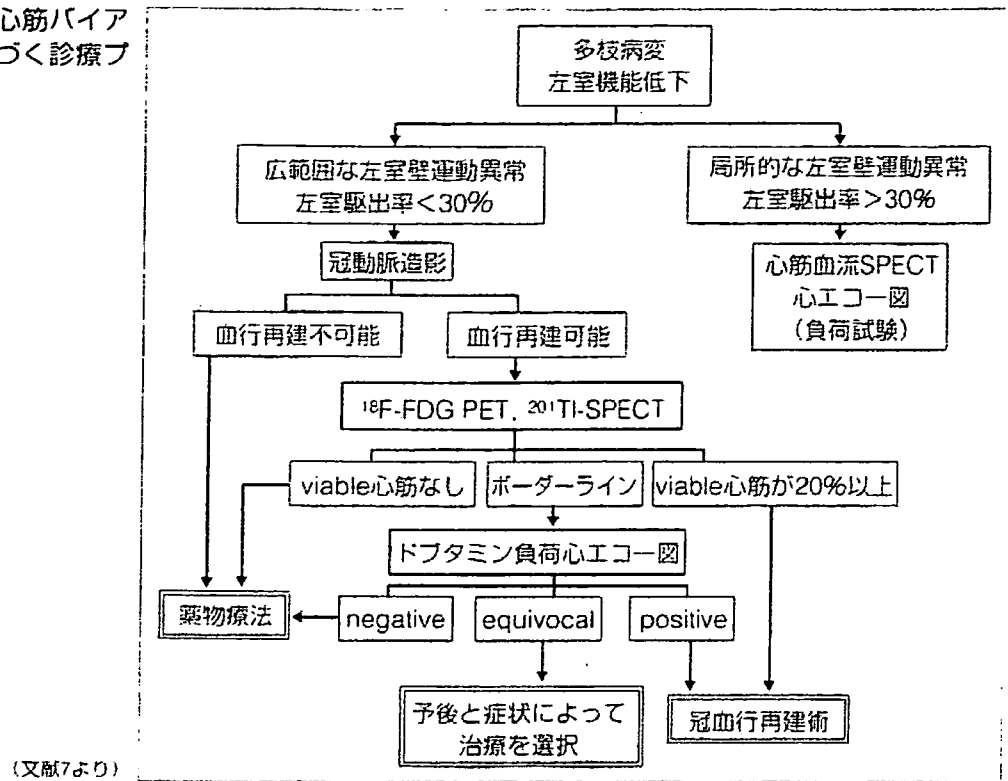 心筋バイア
づく診療プ
多枝病変
左室機能低下
広範囲な左室壁運動異常
左室駆出率<30%
局所的な左室壁運動異常
左室駆出率>30%
冠動脈造影
心筋血流SPECT
心エコー図
(負荷試験)
血行再建不可能
血行再建可能
¹⁸F-FDG PET, ²⁰¹Tl-SPECT
viable心筋なし
ボーダーライン
viable心筋が20%以上
ドブタミン負荷心エコー図
薬物療法
negative
equivocal
positive
予後と症状によって
治療を選択
冠血行再建術
(文献7より)